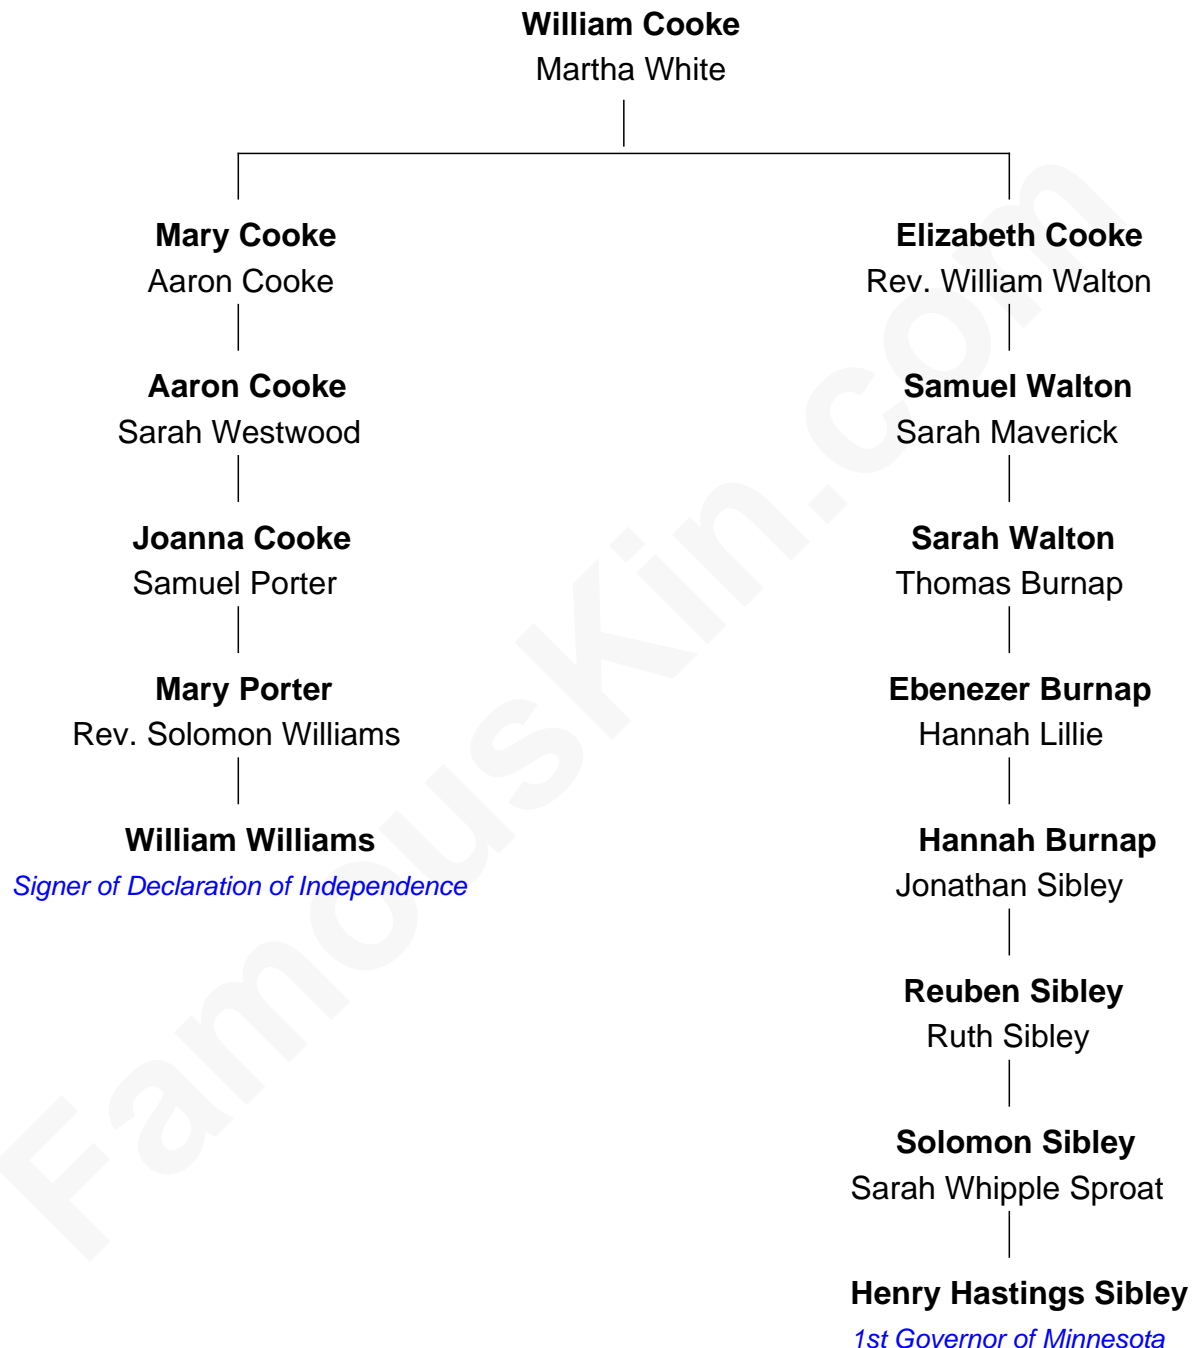 William Cooke
Martha White
Mary Cooke
Aaron Cooke
Elizabeth Cooke
Rev. William Walton
Aaron Cooke
Sarah Westwood
Samuel Walton
Sarah Maverick
Joanna Cooke
Samuel Porter
Sarah Walton
Thomas Burnap
Mary Porter
Rev. Solomon Williams
Ebenezer Burnap
Hannah Lillie
William Williams
Signer of Declaration of Independence
Hannah Burnap
Jonathan Sibley
Reuben Sibley
Ruth Sibley
Solomon Sibley
Sarah Whipple Sproat
Henry Hastings Sibley
1st Governor of Minnesota
FamousKin.com